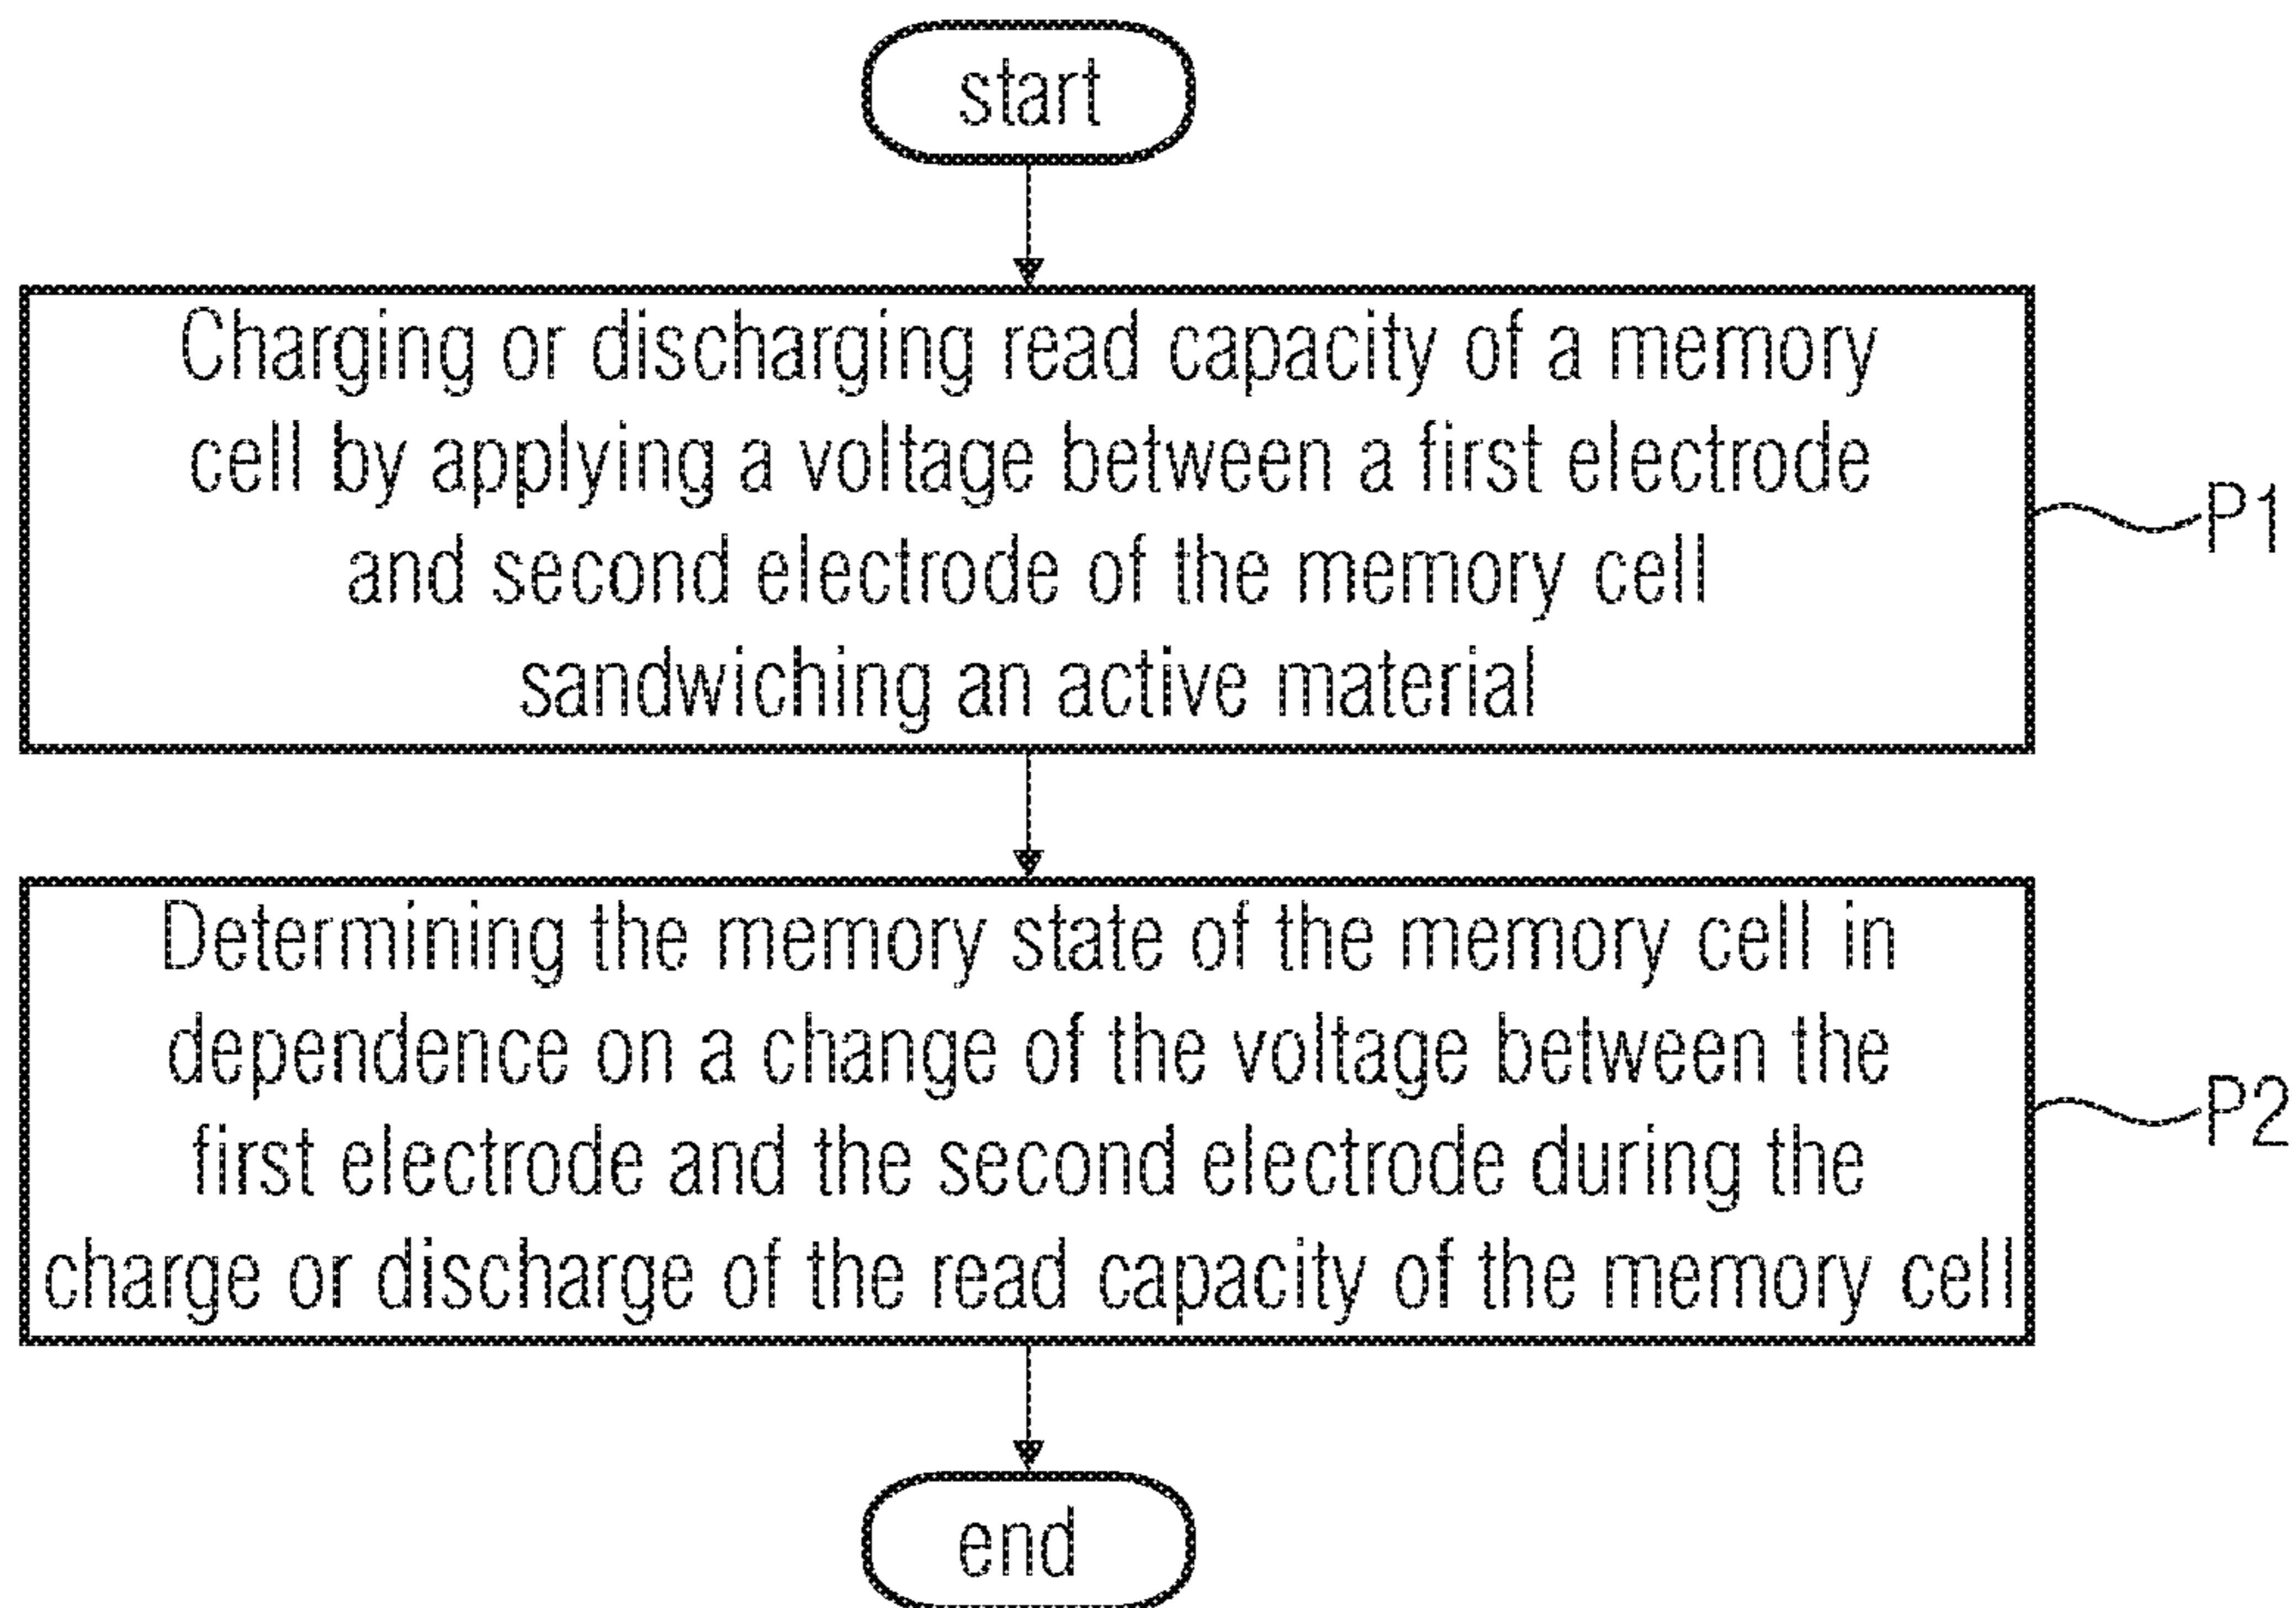 start
Charging or discharging read capacity of a memory
cell by applying a voltage between a first electrode
and second electrode of the memory cell
sandwiching an active material
P1
Determining the memory state of the memory cell in
dependence on a change of the voltage between the
first electrode and the second electrode during the
charge or discharge of the read capacity of the memory cell
P2
end